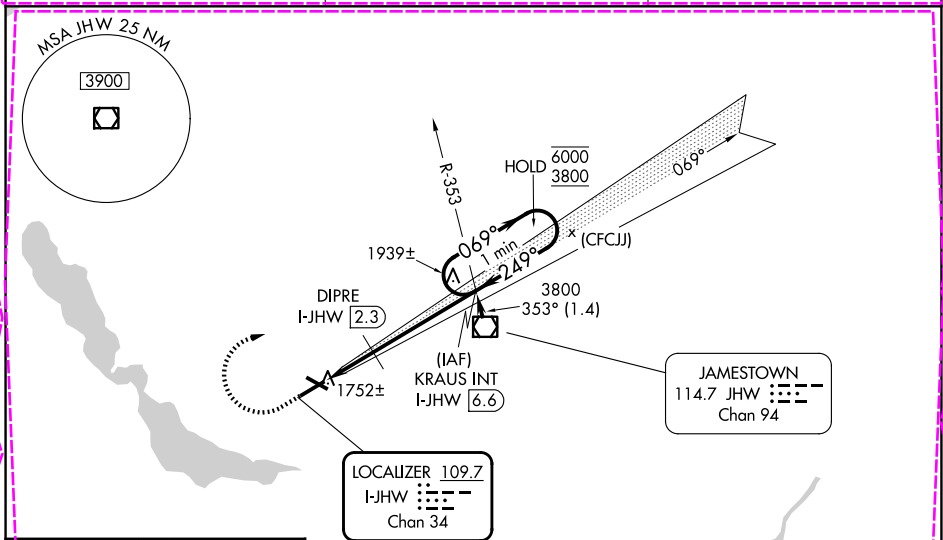 MSA JHW 25 NM
3900
R-353
HOLD
6000
3800
069°
069°
1 min
249°
(CFCJJ)
1939±
3800
353° (1.4)
DIPRE
I-JHW 2.3
(IAF)
KRAUS INT
I-JHW 6.6
1752±
JAMESTOWN
114.7 JHW
Chan 94
LOCALIZER 109.7
I-JHW
Chan 34